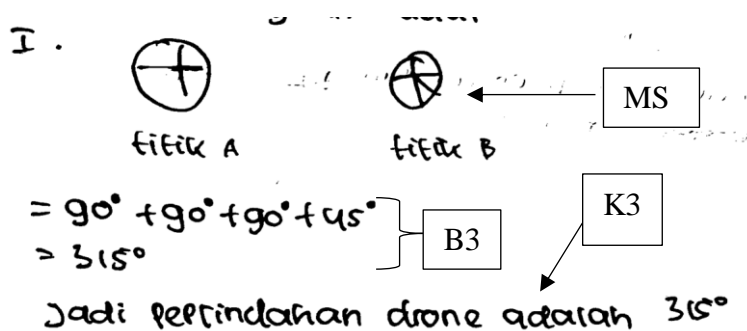 I.
MS
titik A titik B
K3
= 90° + 90° + 90° + 45°
B3
= 315°
Jadi perpindahan drone adalah 315°